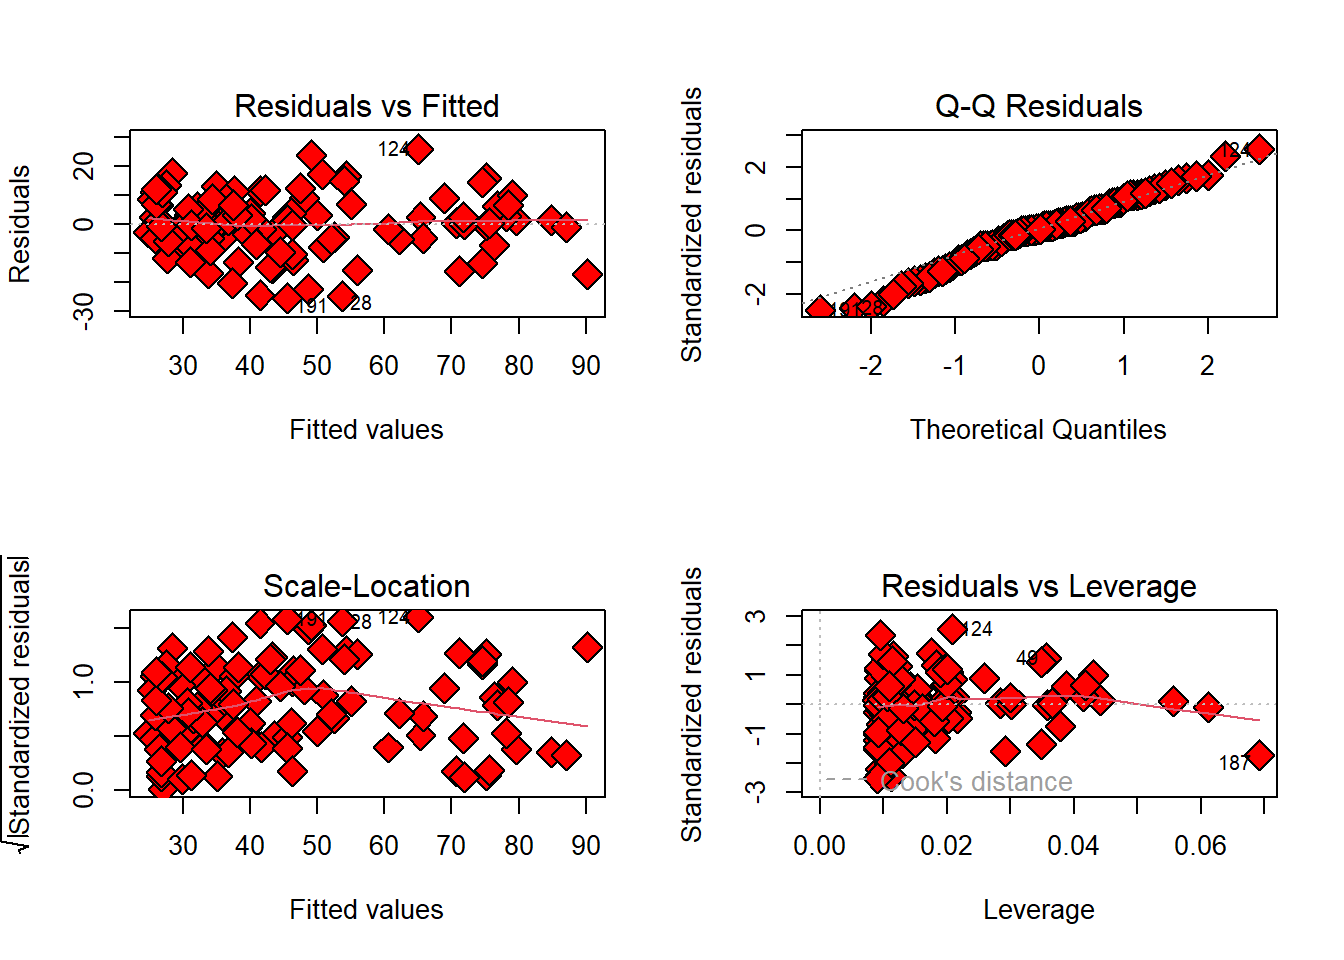 Residuals vs Fitted
Residuals
20
0
-30
124
191
28
30 40 50 60 70 80 90
Fitted values
Q-Q Residuals
Standardized residuals
2
0
-2
124
-2 -1 0 1 2
Theoretical Quantiles
Scale-Location
√|Standardized residuals|
1.0
0.0
191
28
124
30 40 50 60 70 80 90
Fitted values
Residuals vs Leverage
Standardized residuals
3
1
-1
-3
124
49
187
Cook's distance
0.00 0.02 0.04 0.06
Leverage